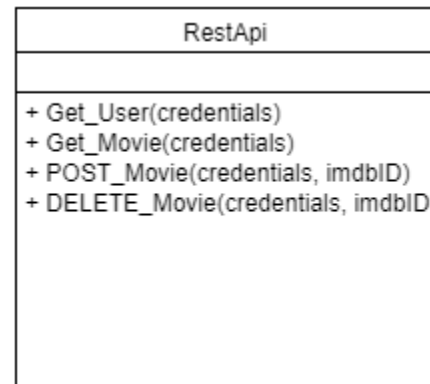 RestApi
+ Get_User(credentials)
+ Get_Movie(credentials)
+ POST_Movie(credentials, imdbID)
+ DELETE_Movie(credentials, imdbID